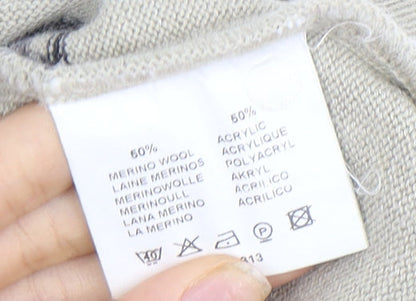 50%
MERINO WOOL
LAINE MERINOS
MERINOWOLLE
MERINOULL
LANA MERINO
LA MERINO
50%
ACRYLIC
ACRYLIQUE
POLYACRYL
AKRYL
ACRILICO
ACRILICO
40
P
313